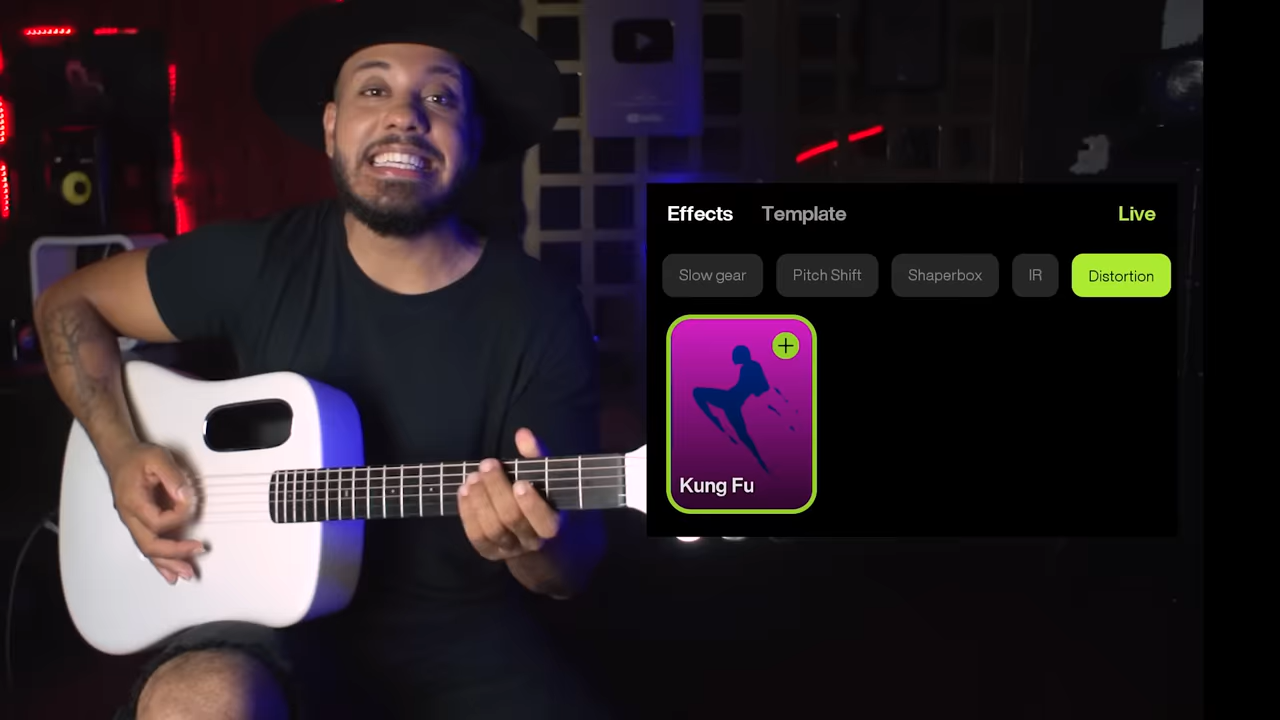 Effects Template Live
Slow gear Pitch Shift Shaperbox IR Distortion
Kung Fu